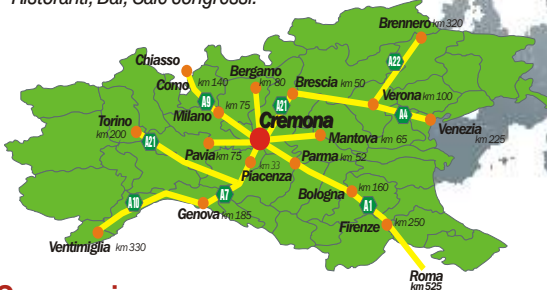 Ristoranti, Bar, Sale congressi.
Brennero km 320
A22
Chiasso
Como km 140
Bergamo
km 80
Brescia km 50
A9
A21
Verona km 100
Milano km 75
A4
Torino
km 200
Cremona
Venezia
km 225
A21
Mantova km 65
Pavia km 75
Parma km 52
km 33
Piacenza
Bologna km 160
A10
A7
A1
Genova km 185
Firenze km 250
Ventimiglia km 330
Roma
km 525